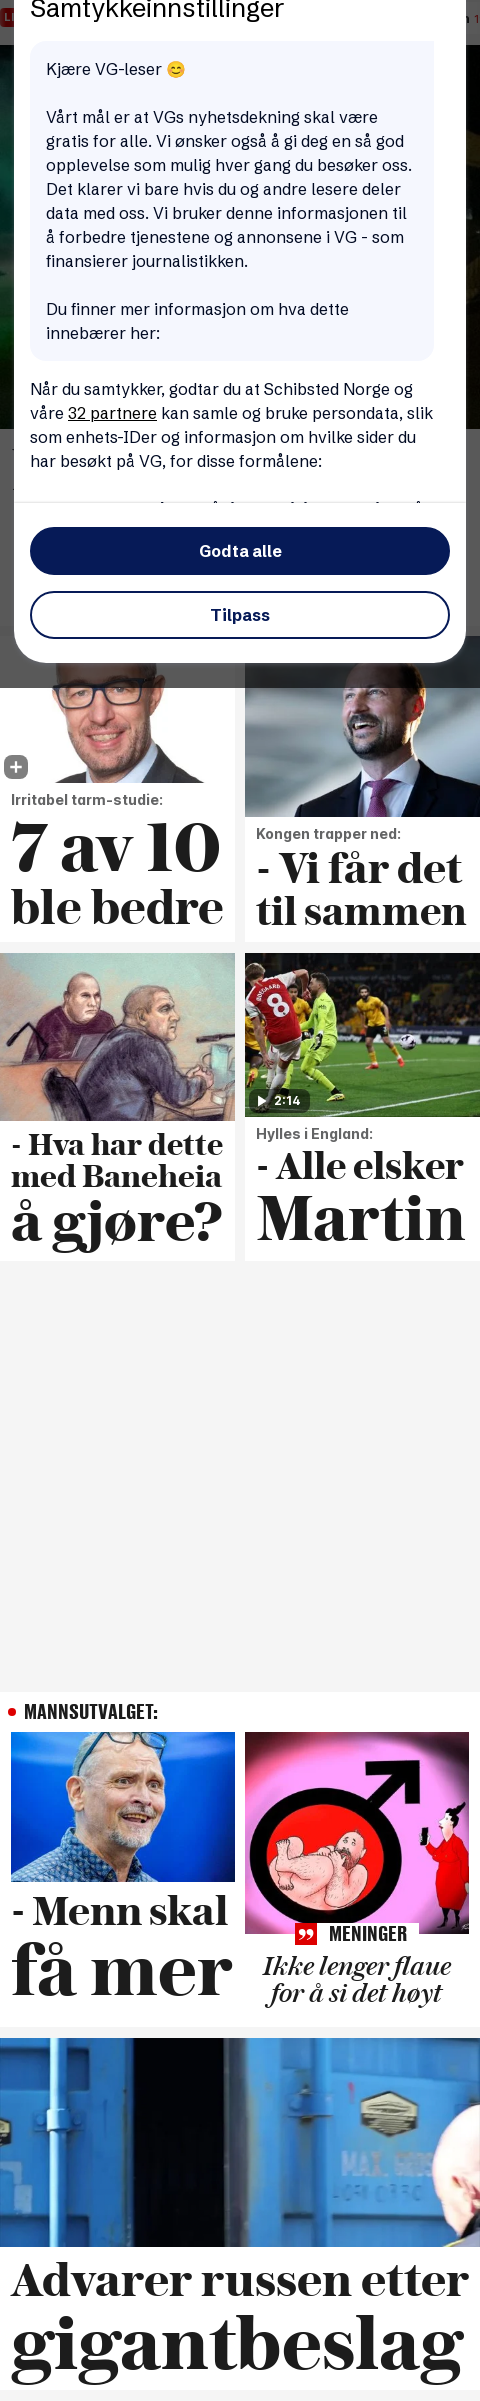 Samtykkeinnstillinger
Kjære VG-leser 😊
Vårt mål er at VGs nyhetsdekning skal være
gratis for alle. Vi ønsker også å gi deg en så god
opplevelse som mulig hver gang du besøker oss.
Det klarer vi bare hvis du og andre lesere deler
data med oss. Vi bruker denne informasjonen til
å forbedre tjenestene og annonsene i VG - som
finansierer journalistikken.
Du finner mer informasjon om hva dette
innebærer her:
Når du samtykker, godtar du at Schibsted Norge og
våre 32 partnere kan samle og bruke persondata, slik
som enhets-IDer og informasjon om hvilke sider du
har besøkt på VG, for disse formålene:
Godta alle
Tilpass
Irritabel tarm-studie:
7 av 10
ble bedre
Kongen trapper ned:
- Vi får det
til sammen
- Hva har dette
med Baneheia
å gjøre?
ØDEGAARD
8
2:14
Hylles i England:
- Alle elsker
Martin
MANNSUTVALGET:
- Menn skal
få mer
MENINGER
Ikke lenger flaue
for å si det høyt
Advarer russen etter
gigantbeslag